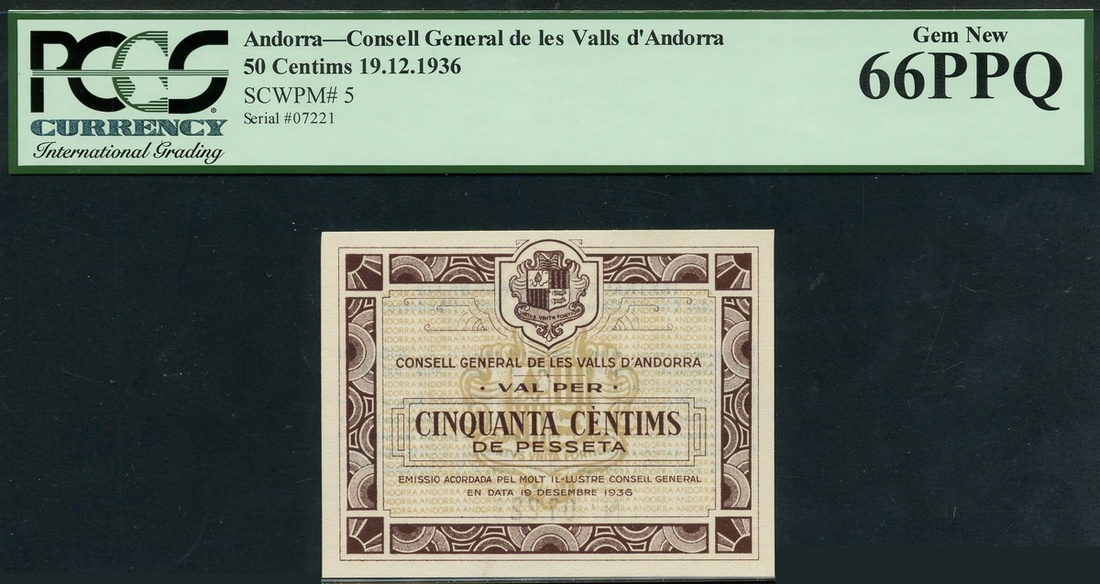 PCGS
CURRENCY
International Grading
Andorra—Consell General de les Valls d'Andorra
50 Centims 19.12.1936
SCWPM# 5
Serial #07221
Gem New
66PPQ
CONSELL GENERAL DE LES VALLS D'ANDORRA
· VAL PER ·
CINQUANTA CÈNTIMS
DE PESSETA
EMISSIO ACORDADA PEL MOLT IL-LUSTRE CONSELL GENERAL
EN DATA 19 DESEMBRE 1936